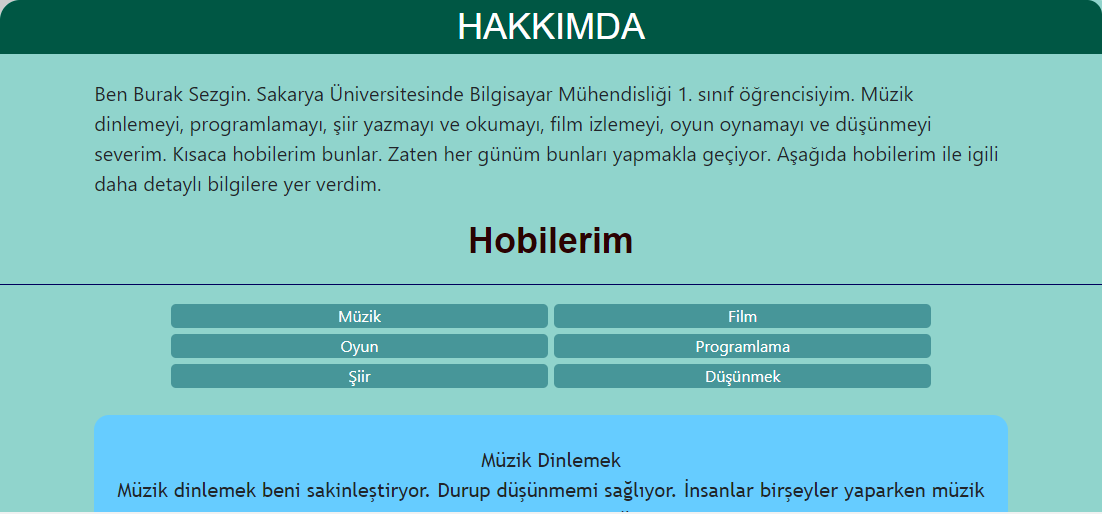 HAKKIMDA
Ben Burak Sezgin. Sakarya Üniversitesinde Bilgisayar Mühendisliği 1. sınıf öğrencisiyim. Müzik
dinlemeyi, programlamayı, şiir yazmayı ve okumayı, film izlemeyi, oyun oynamayı ve düşünmeyi
severim. Kısaca hobilerim bunlar. Zaten her günüm bunları yapmakla geçiyor. Aşağıda hobilerim ile igili
daha detaylı bilgilere yer verdim.
Hobilerim
Müzik Film
Oyun Programlama
Şiir Düşünmek
Müzik Dinlemek
Müzik dinlemek beni sakinleştiryor. Durup düşünmemi sağlıyor. İnsanlar birşeyler yaparken müzik